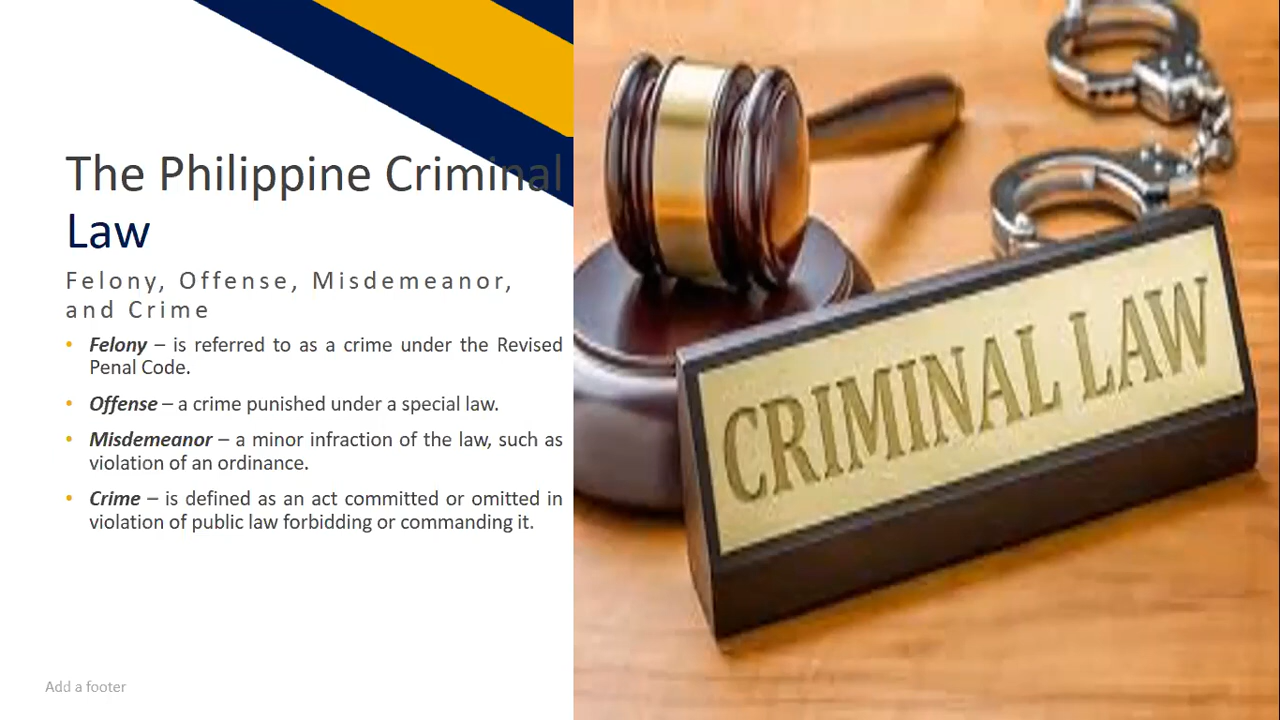 The Philippine Criminal
Law
Felony, Offense, Misdemeanor,
and Crime
• Felony – is referred to as a crime under the Revised
Penal Code.
• Offense – a crime punished under a special law.
• Misdemeanor – a minor infraction of the law, such as
violation of an ordinance.
• Crime – is defined as an act committed or omitted in
violation of public law forbidding or commanding it.
Add a footer
CRIMINAL LAW